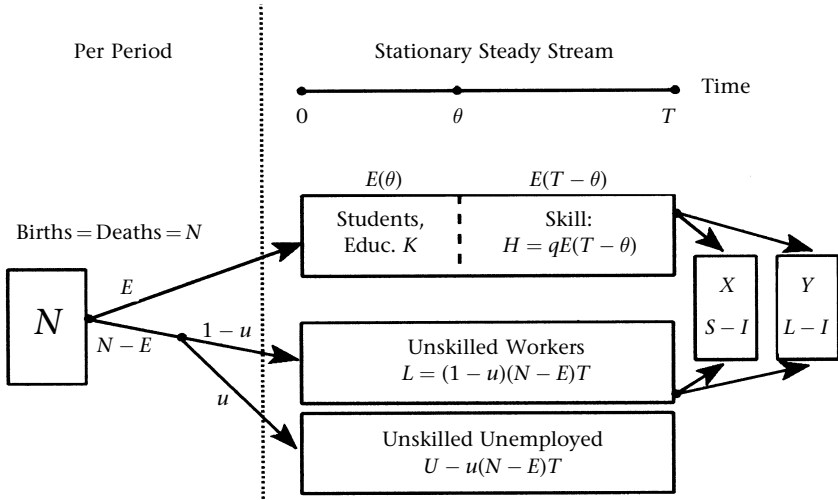 Per Period
Stationary Steady Stream
Time
0
θ
T
E(θ)
E(T − θ)
Births = Deaths = N
Students,
Educ. K
Skill:
H = qE(T − θ)
N
E
N − E
1 − u
u
X
S − I
Y
L − I
Unskilled Workers
L = (1 − u)(N − E)T
Unskilled Unemployed
U − u(N − E)T